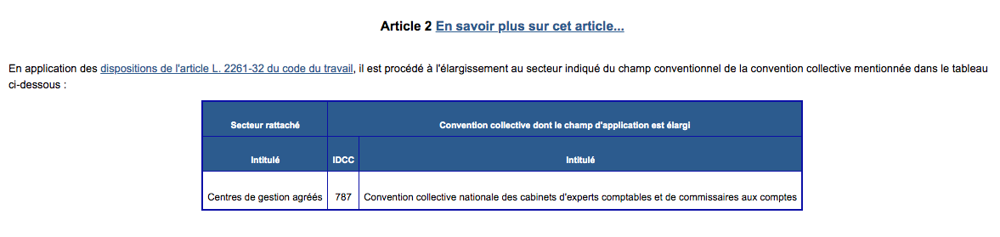 Article 2 En savoir plus sur cet article...
En application des dispositions de l'article L. 2261-32 du code du travail, il est procédé à l'élargissement au secteur indiqué du champ conventionnel de la convention collective mentionnée dans le tableau
ci-dessous :
Secteur rattaché Convention collective dont le champ d'application est élargi
Intitulé IDCC Intitulé
Centres de gestion agréés 787 Convention collective nationale des cabinets d'experts comptables et de commissaires aux comptes